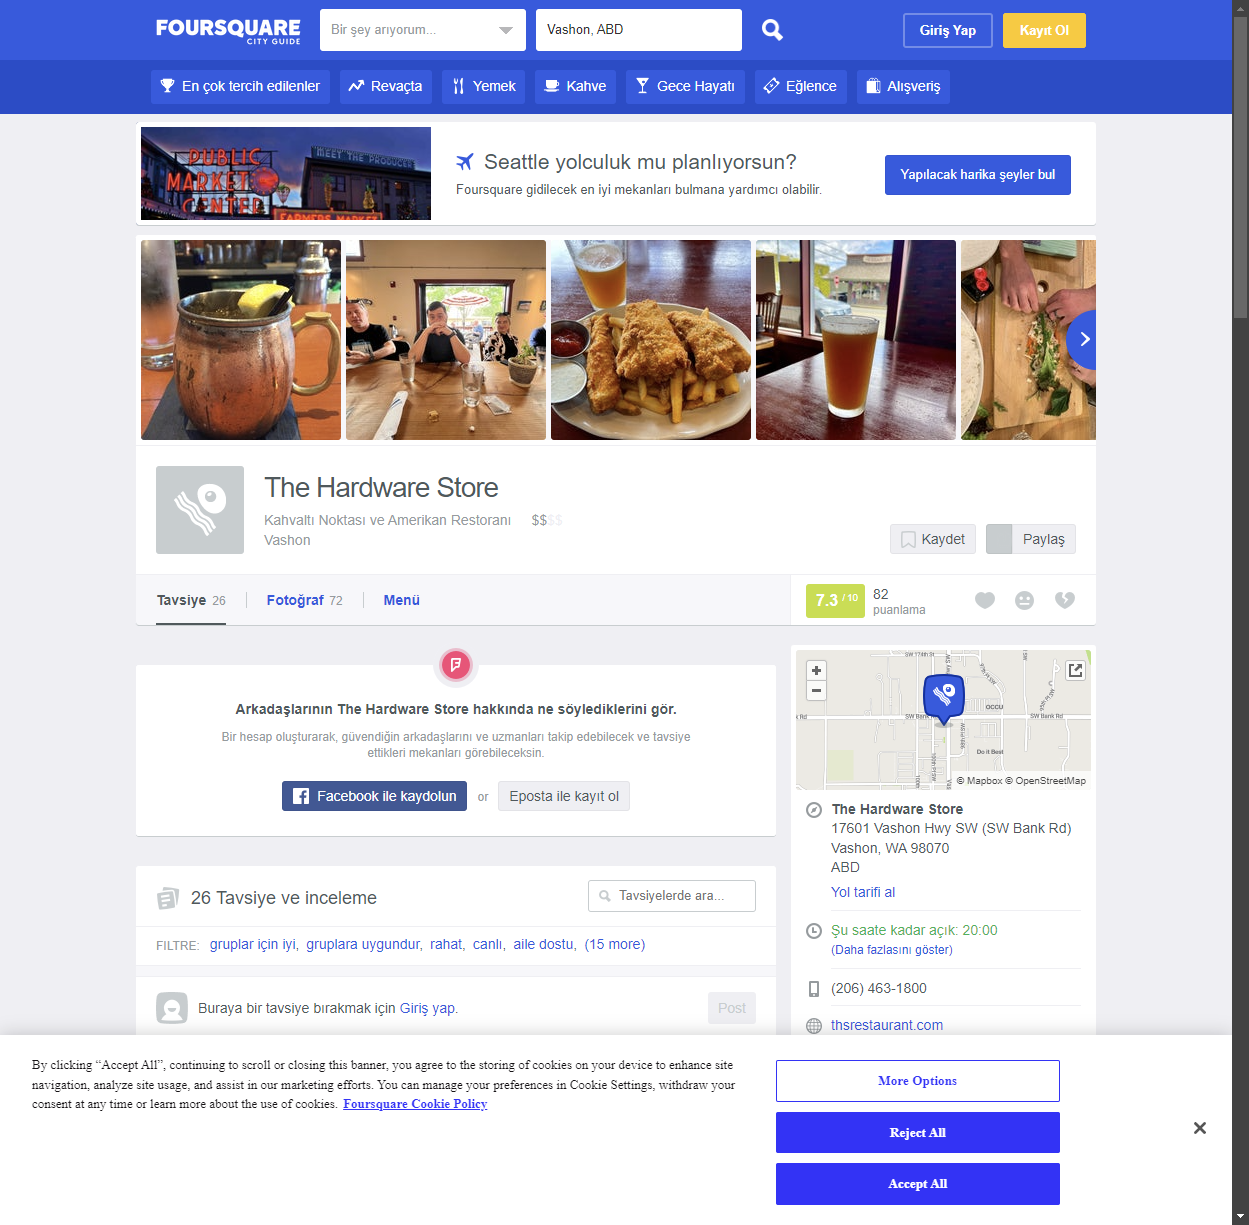 FOURSQUARE
CITY GUIDE
Bir şey arıyorum...
Vashon, ABD
Giriş Yap
Kayıt Ol
En çok tercih edilenler
Revaçta
Yemek
Kahve
Gece Hayatı
Eğlence
Alışveriş
PUBLIC
MARKET
CENTER
MEET THE PRODUCER
FARMERS MARKET
Seattle yolculuk mu planlıyorsun?
Foursquare gidilecek en iyi mekanları bulmana yardımcı olabilir.
Yapılacak harika şeyler bul
The Hardware Store
Kahvaltı Noktası ve Amerikan Restoranı $$$$
Vashon
Kaydet
Paylaş
Tavsiye 26
Fotoğraf 72
Menü
7.3 / 10
82
puanlama
Arkadaşlarının The Hardware Store hakkında ne söylediklerini gör.
Bir hesap oluşturarak, güvendiğin arkadaşlarını ve uzmanları takip edebilecek ve tavsiye
ettikleri mekanları görebileceksin.
Facebook ile kaydolun
or
Eposta ile kayıt ol
26 Tavsiye ve inceleme
Tavsiyelerde ara...
FILTRE: gruplar için iyi, gruplara uygundur, rahat, canlı, aile dostu, (15 more)
Buraya bir tavsiye bırakmak için Giriş yap.
Post
+
−
SW 174th St
OCCU
SW Bank Rd
Do it Best
© Mapbox © OpenStreetMap
The Hardware Store
17601 Vashon Hwy SW (SW Bank Rd)
Vashon, WA 98070
ABD
Yol tarifi al
Şu saate kadar açık: 20:00
(Daha fazlasını göster)
(206) 463-1800
thsrestaurant.com
By clicking “Accept All”, continuing to scroll or closing this banner, you agree to the storing of cookies on your device to enhance site
navigation, analyze site usage, and assist in our marketing efforts. You can manage your preferences in Cookie Settings, withdraw your
consent at any time or learn more about the use of cookies. Foursquare Cookie Policy
More Options
Reject All
Accept All